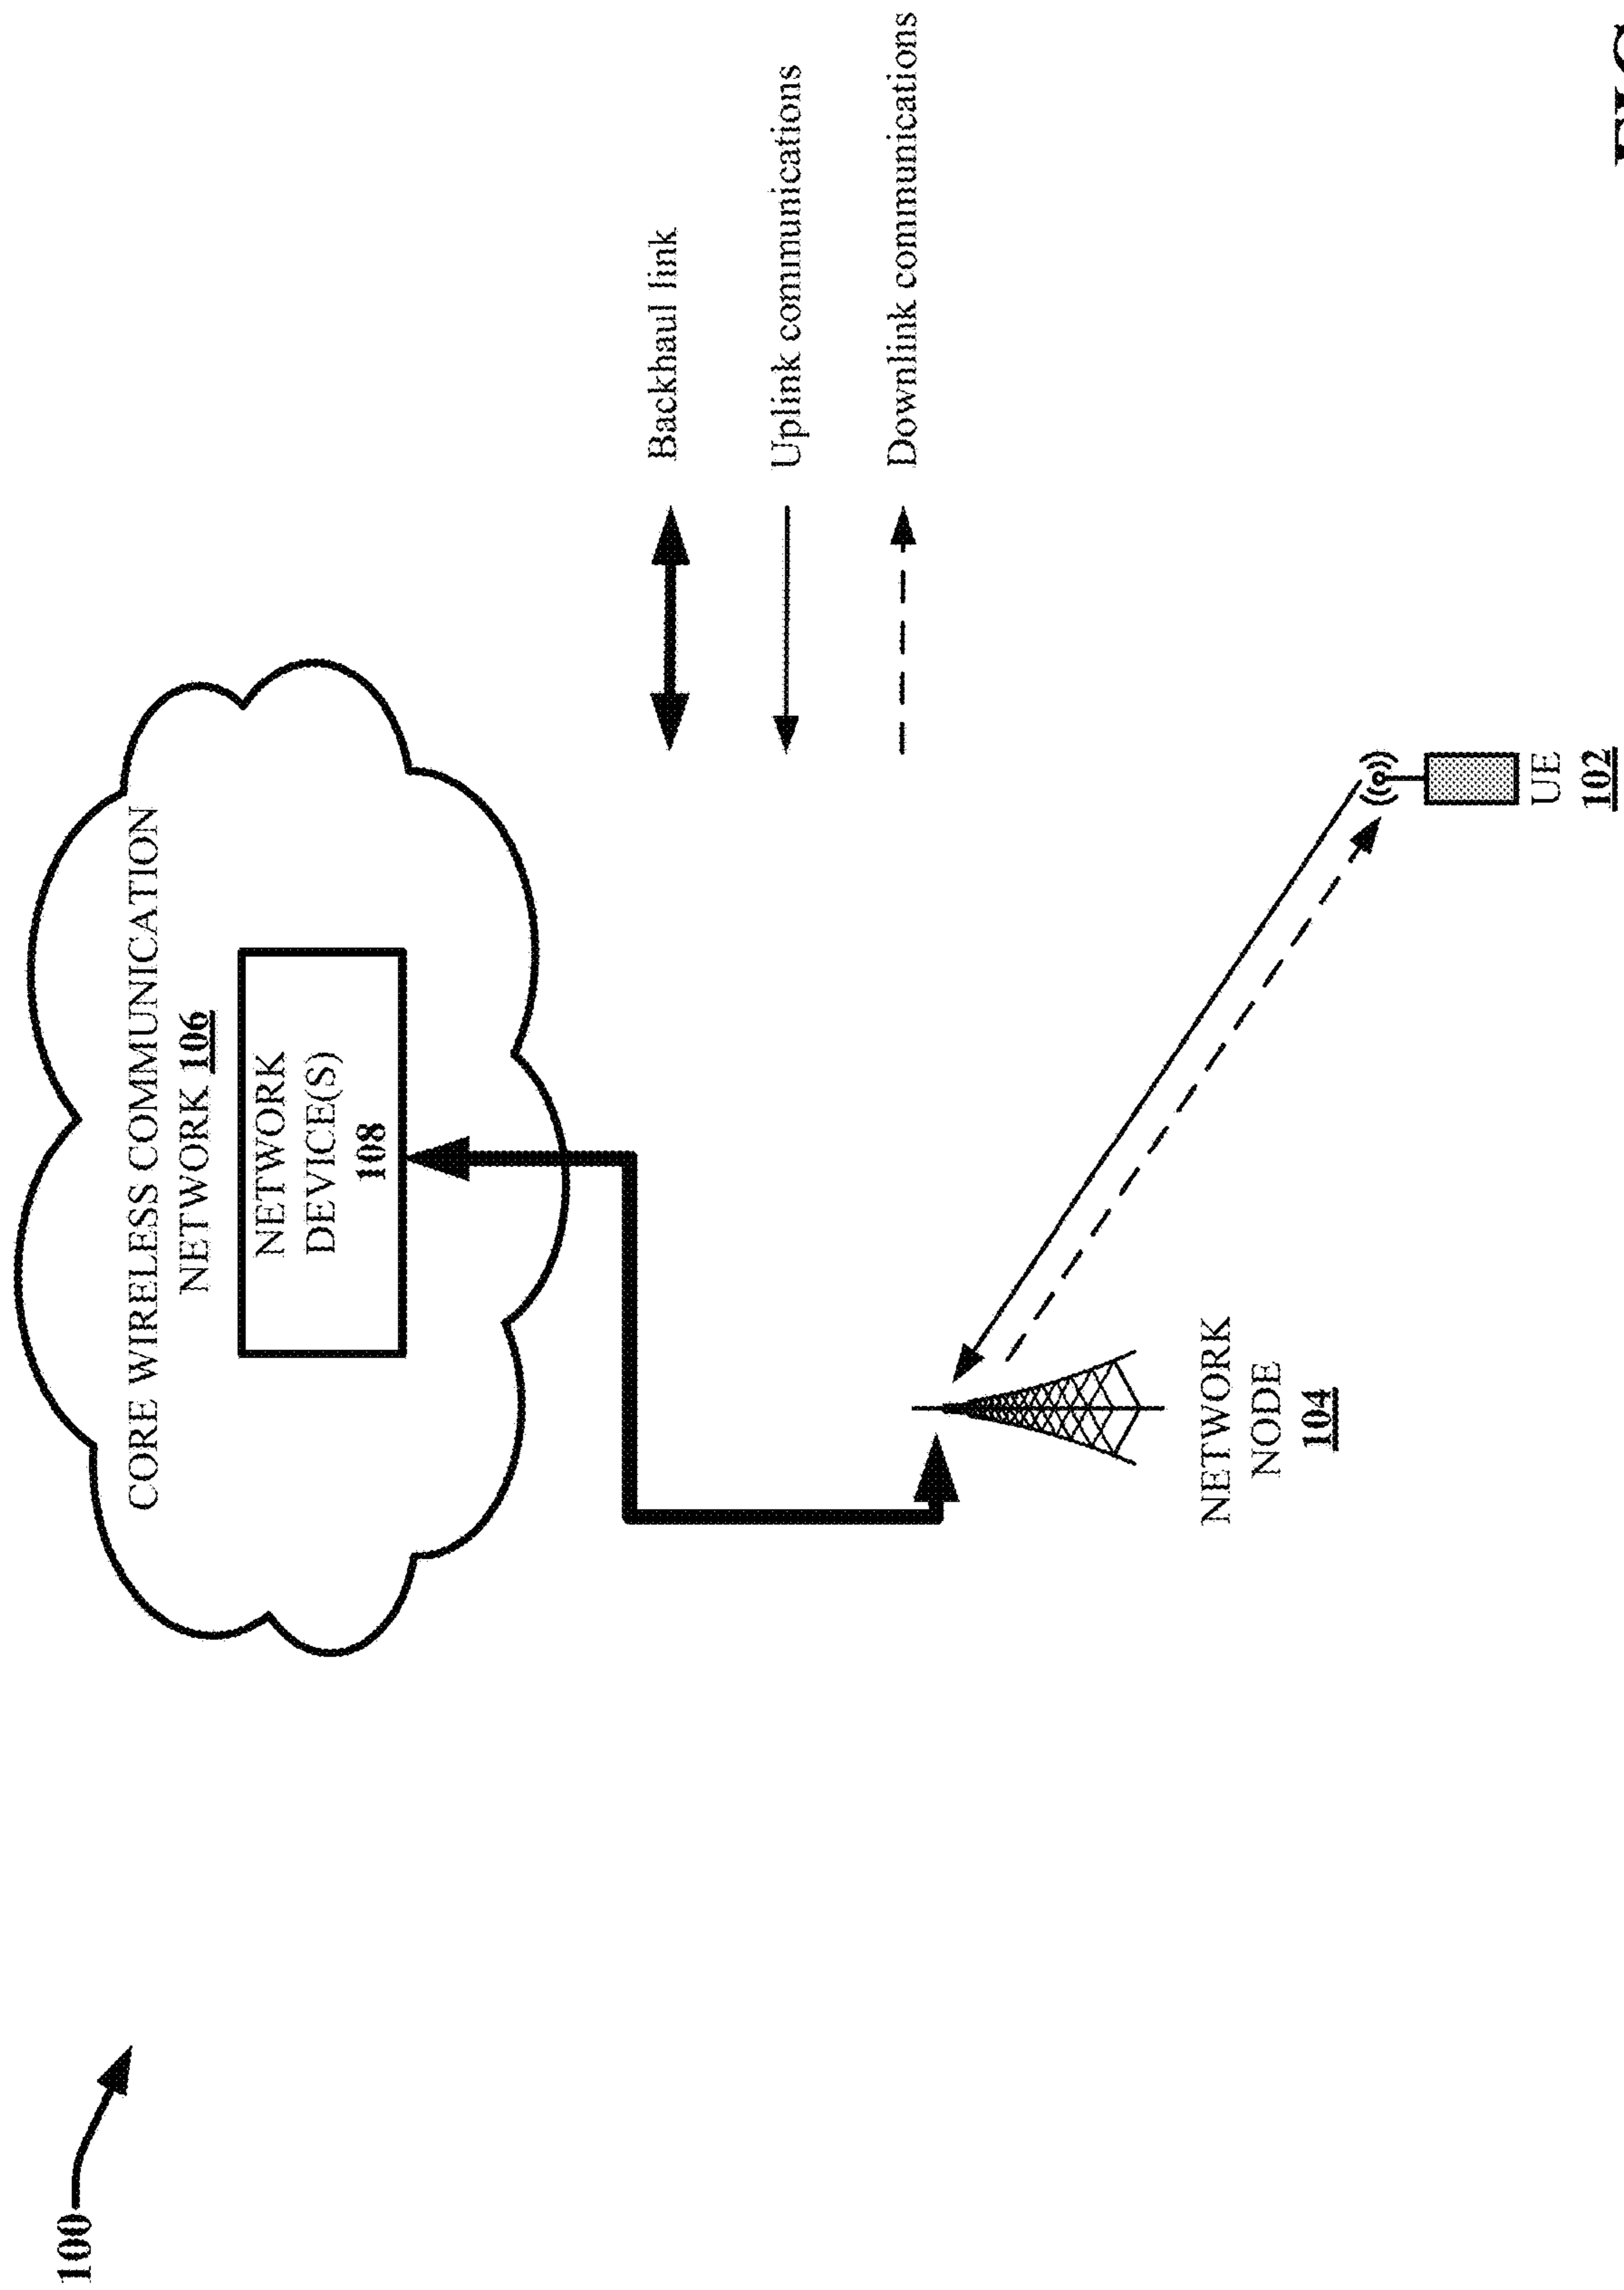 100
CORE WIRELESS COMMUNICATION
NETWORK 106
NETWORK
DEVICE(S)
108
Backhaul link
Uplink communications
Downlink communications
NETWORK
NODE
104
UE
102